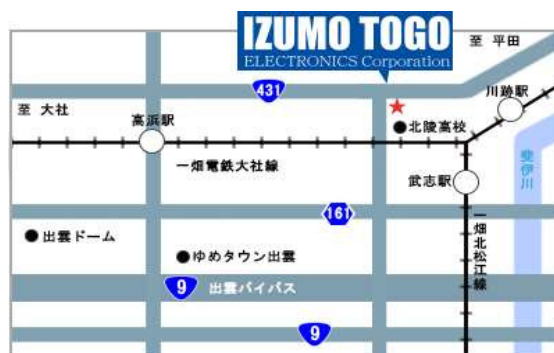 IZUMO TOGO
ELECTRONICS Corporation
至 平田
431
川跡駅
至 大社
高浜駅
北陵高校
一畑電鉄大社線
武志駅
斐伊川
161
出雲ドーム
ゆめタウン出雲
一畑北松江線
9
出雲バイパス
9